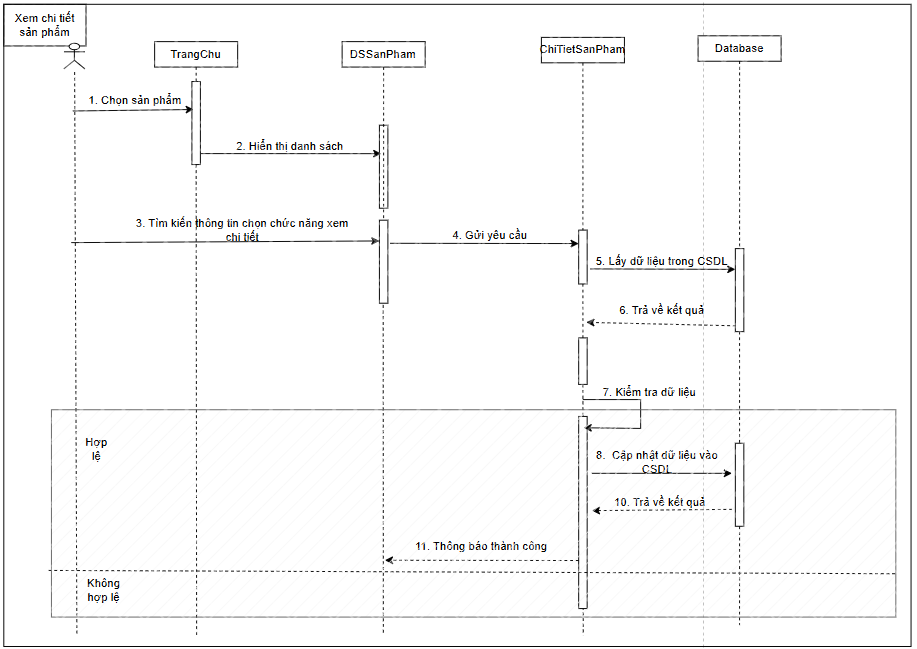 Xem chi tiết
sản phẩm
TrangChu
DSSanPham
ChiTietSanPham
Database
1. Chọn sản phẩm
2. Hiển thị danh sách
3. Tìm kiến thông tin chọn chức năng xem
chi tiết
4. Gửi yêu cầu
5. Lấy dữ liệu trong CSDL
6. Trả về kết quả
7. Kiểm tra dữ liệu
Hợp
lệ
8. Cập nhật dữ liệu vào
CSDL
10. Trả về kết quả
11. Thông báo thành công
Không
hợp lệ